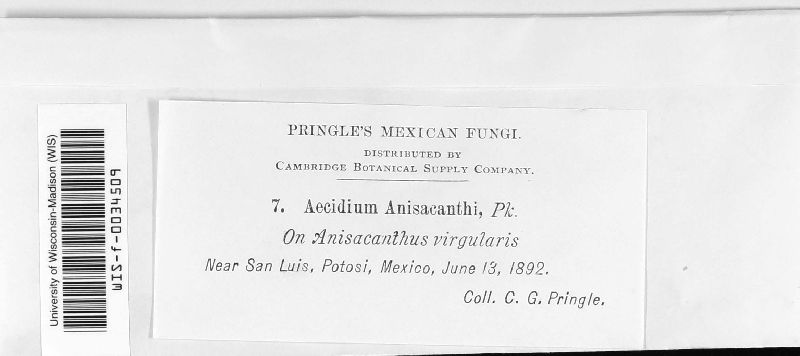 University of Wisconsin-Madison (WIS)
WIS-f-0034509
PRINGLE'S MEXICAN FUNGI.
DISTRIBUTED BY
CAMBRIDGE BOTANICAL SUPPLY COMPANY.
7. Aecidium Anisacanthi, Pk.
On Anisacanthus virgularis
Near San Luis, Potosi, Mexico, June 13, 1892.
Coll. C. G. Pringle.